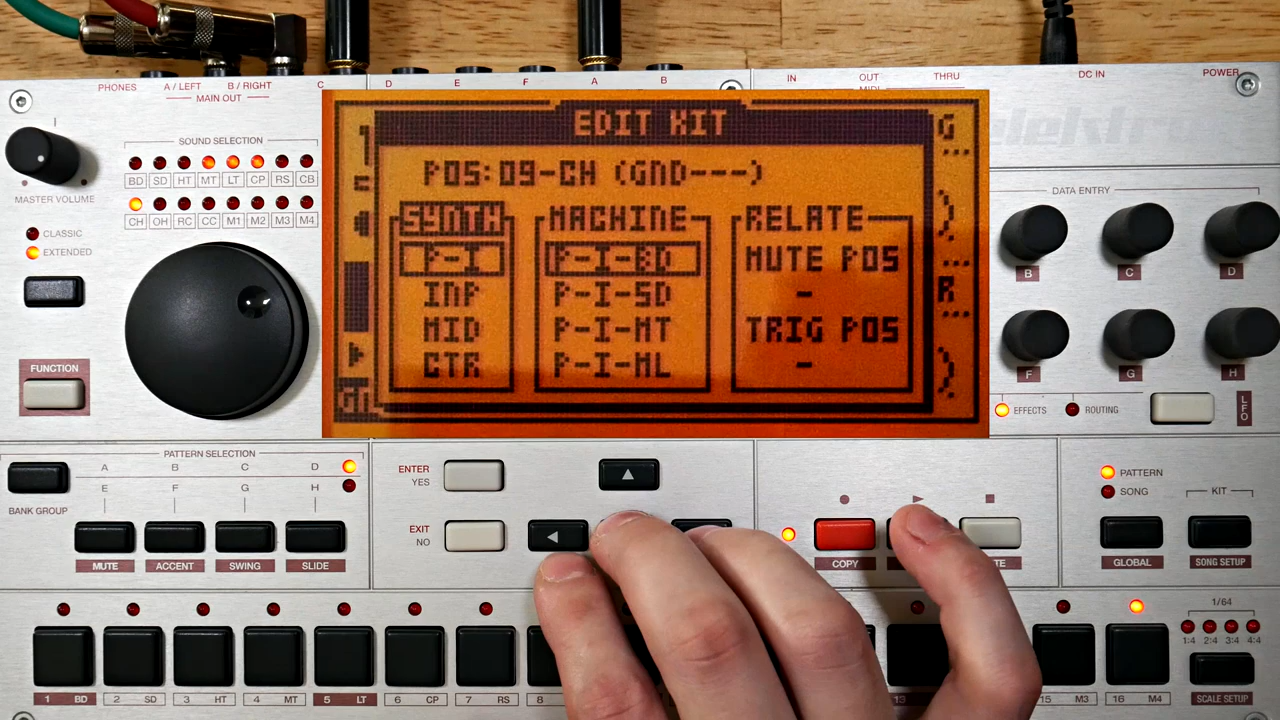 PHONES A / LEFT B / RIGHT C D E F A B IN OUT THRU DC IN POWER
MAIN OUT MIDI
elektron
SOUND SELECTION
BD SD HT MT LT CP RS CB
CH OH RC CC M1 M2 M3 M4
MASTER VOLUME
CLASSIC
EXTENDED
FUNCTION
EDIT KIT
POS:09-CH (GND---)
SYNTH MACHINE RELATE
P-I P-I-BD MUTE POS
INP P-I-SD -
MID P-I-MT TRIG POS
CTR P-I-ML -
G
R
DATA ENTRY
B C D
F G H
EFFECTS ROUTING LFO
PATTERN SELECTION
A B C D
E F G H
BANK GROUP
MUTE ACCENT SWING SLIDE
ENTER
YES
EXIT
NO
COPY
PATTERN
SONG
KIT
GLOBAL SONG SETUP
1 BD 2 SD 3 HT 4 MT 5 LT 6 CP 7 RS 8 13 15 M3 16 M4
1/64
1:4 2:4 3:4 4:4
SCALE SETUP